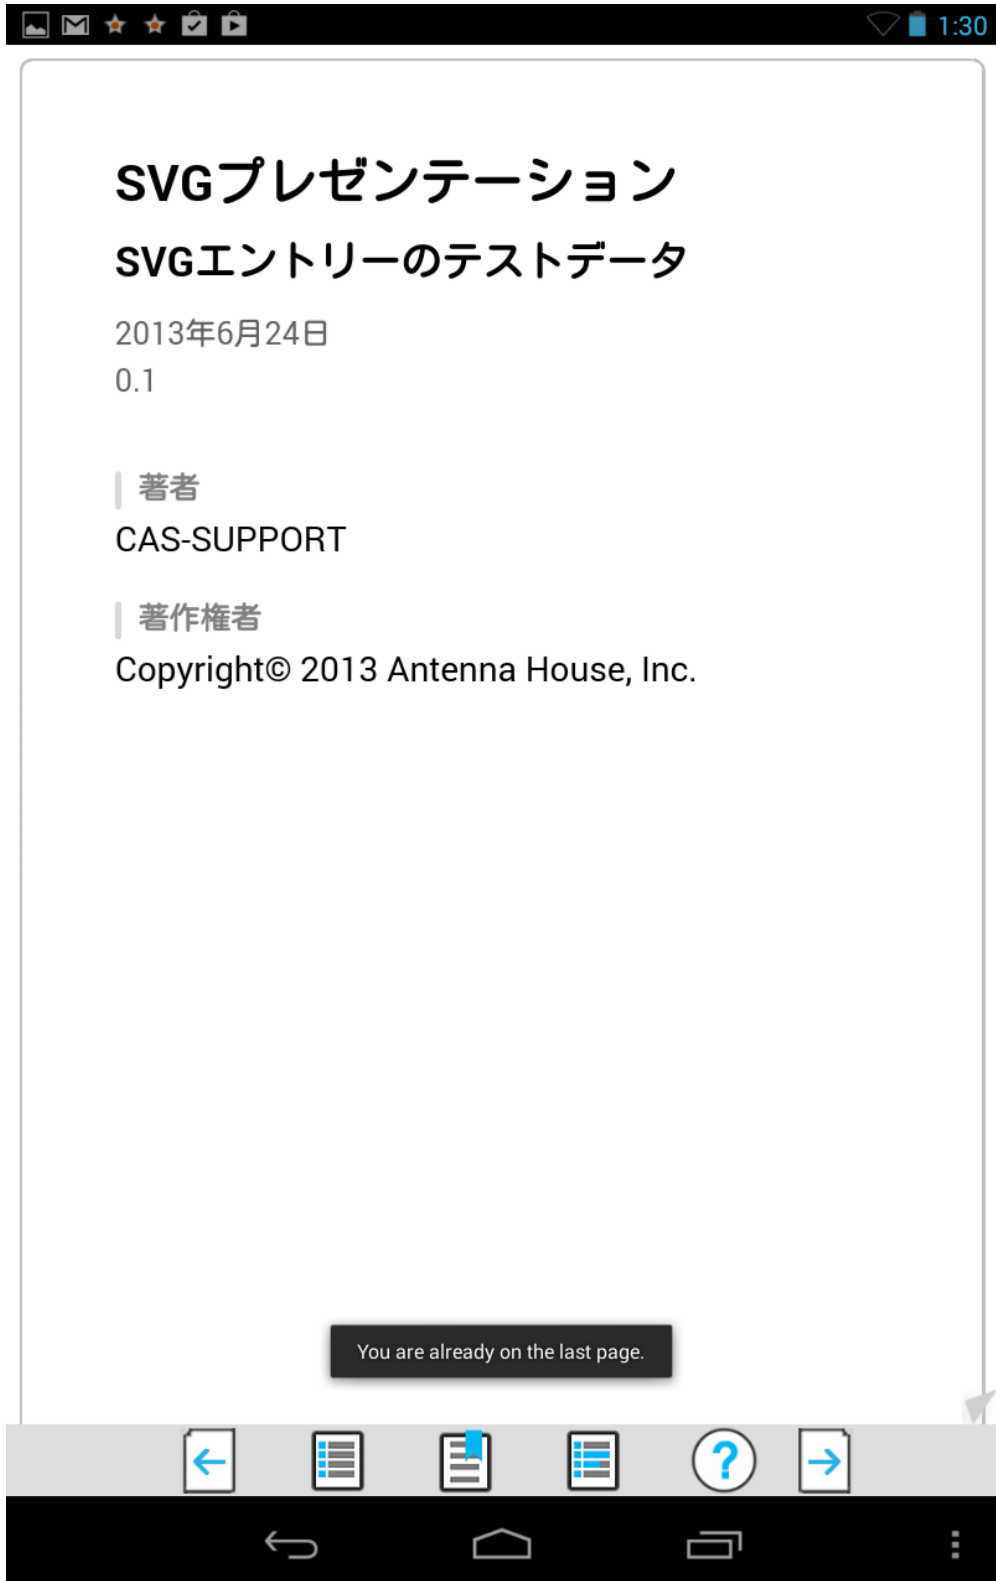 1:30
SVGプレゼンテーション
SVGエントリーのテストデータ
2013年6月24日
0.1
著者
CAS-SUPPORT
著作権者
Copyright© 2013 Antenna House, Inc.
You are already on the last page.
?